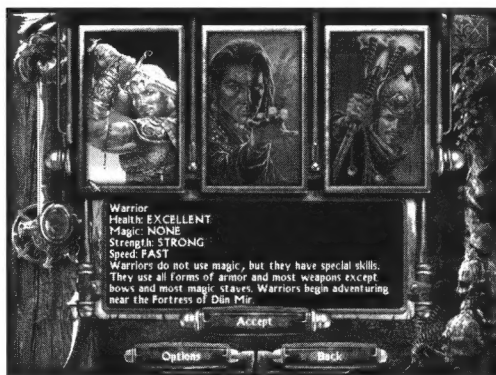 Warrior
Health: EXCELLENT
Magic: NONE
Strength: STRONG
Speed: FAST
Warriors do not use magic, but they have special skills.
They use all forms of armor and most weapons except
bows and most magic staves. Warriors begin adventuring
near the Fortress of Dün Mir.
Accept
Options
Back